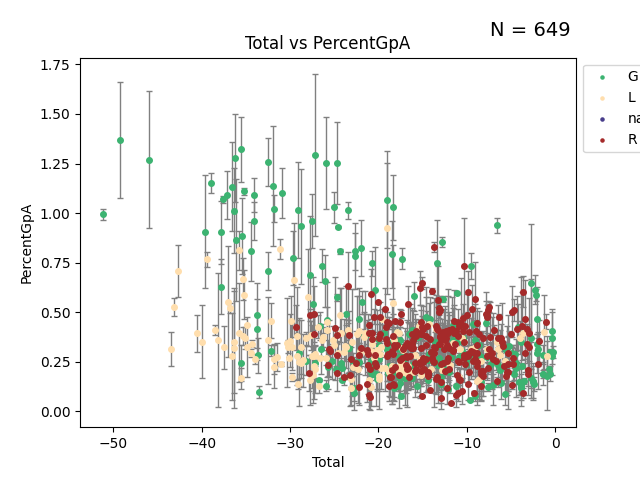 N = 649
Total vs PercentGpA
1.75
1.50
1.25
1.00
0.75
0.50
0.25
0.00
PercentGpA
−50
−40
−30
−20
−10
0
Total
G
L
na
R